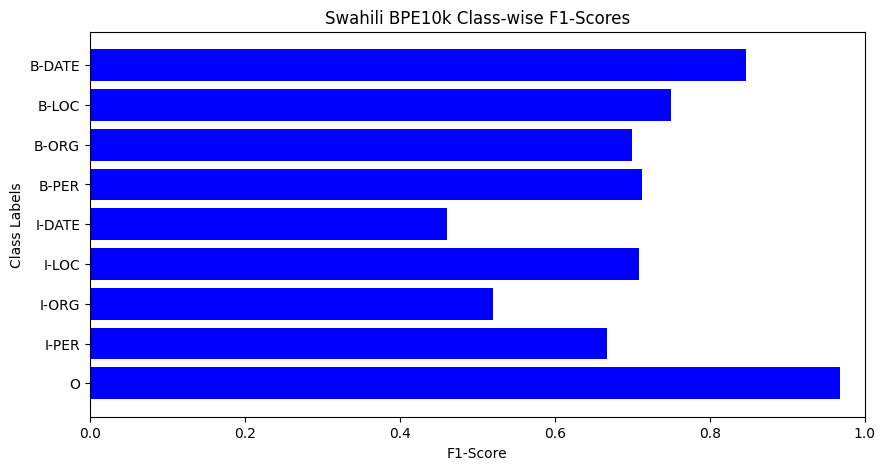 Swahili BPE10k Class-wise F1-Scores
B-DATE
B-LOC
B-ORG
B-PER
I-DATE
I-LOC
I-ORG
I-PER
O
Class Labels
0.0 0.2 0.4 0.6 0.8 1.0
F1-Score